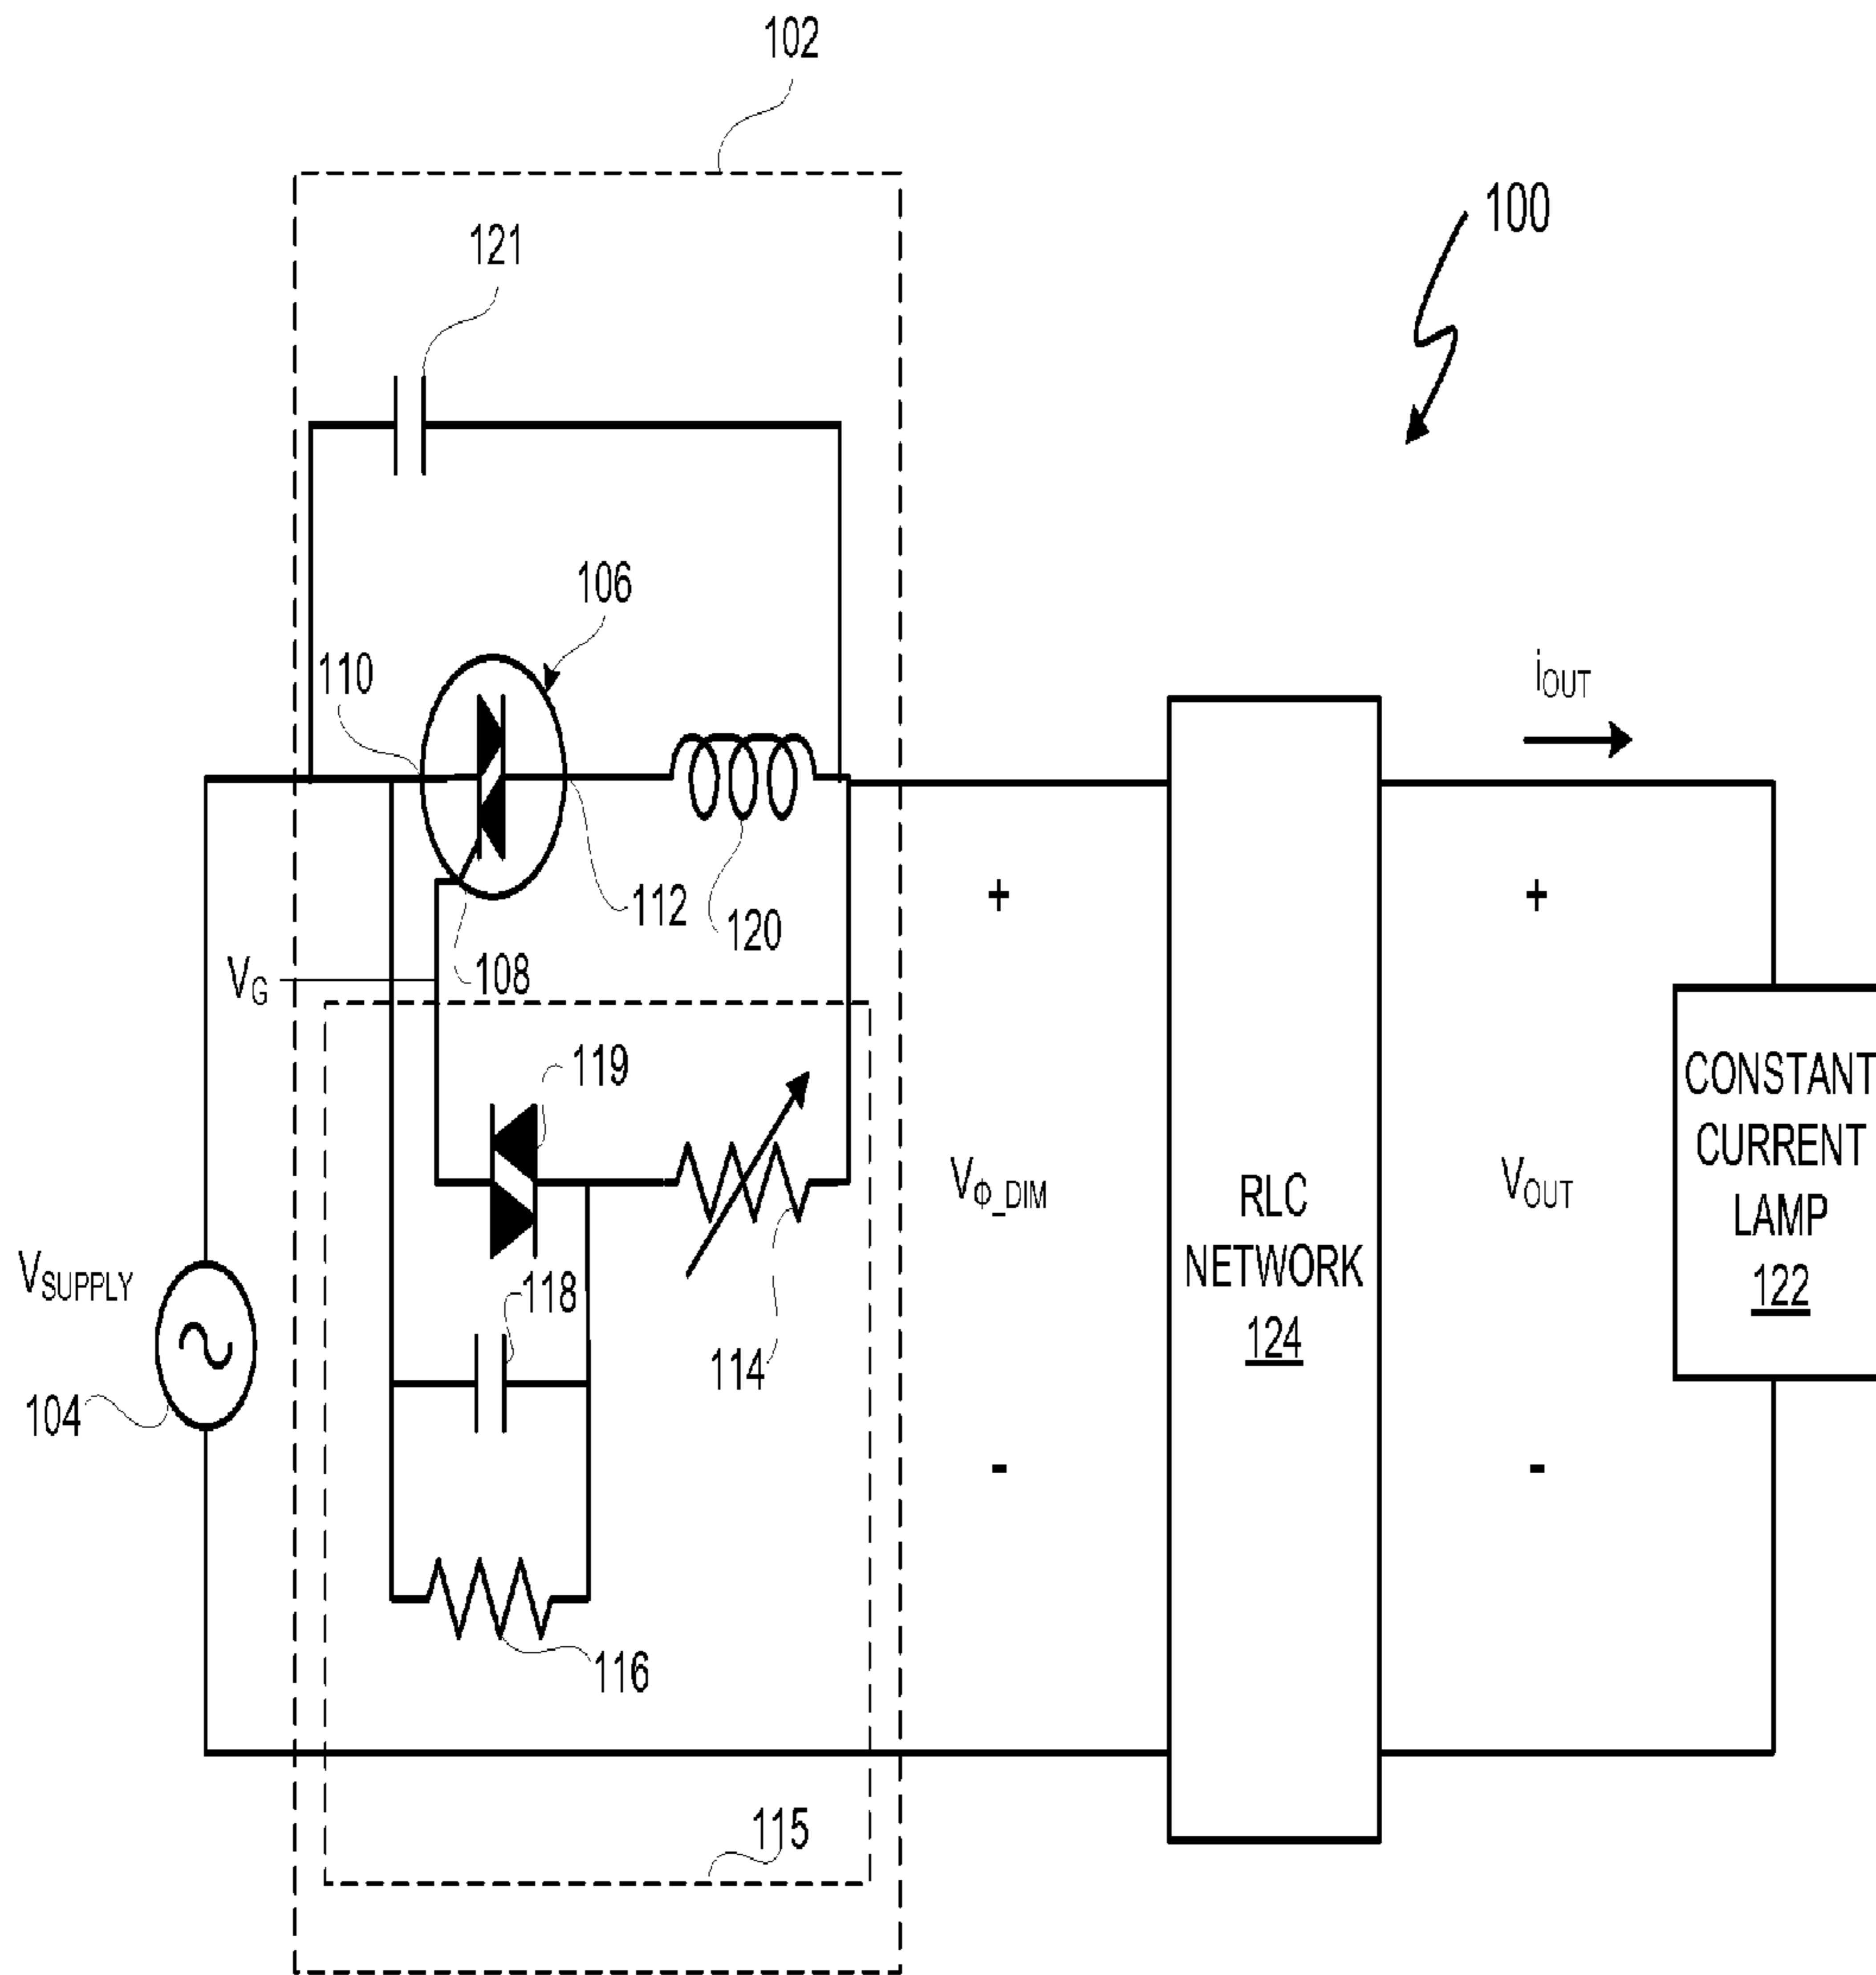 102
121
100
106
110
iOUT
112
120
+
+
VG
108
119
CONSTANT
CURRENT
LAMP
122
VΦ_DIM
RLC
NETWORK
124
VOUT
VSUPPLY
118
114
104
-
-
116
115